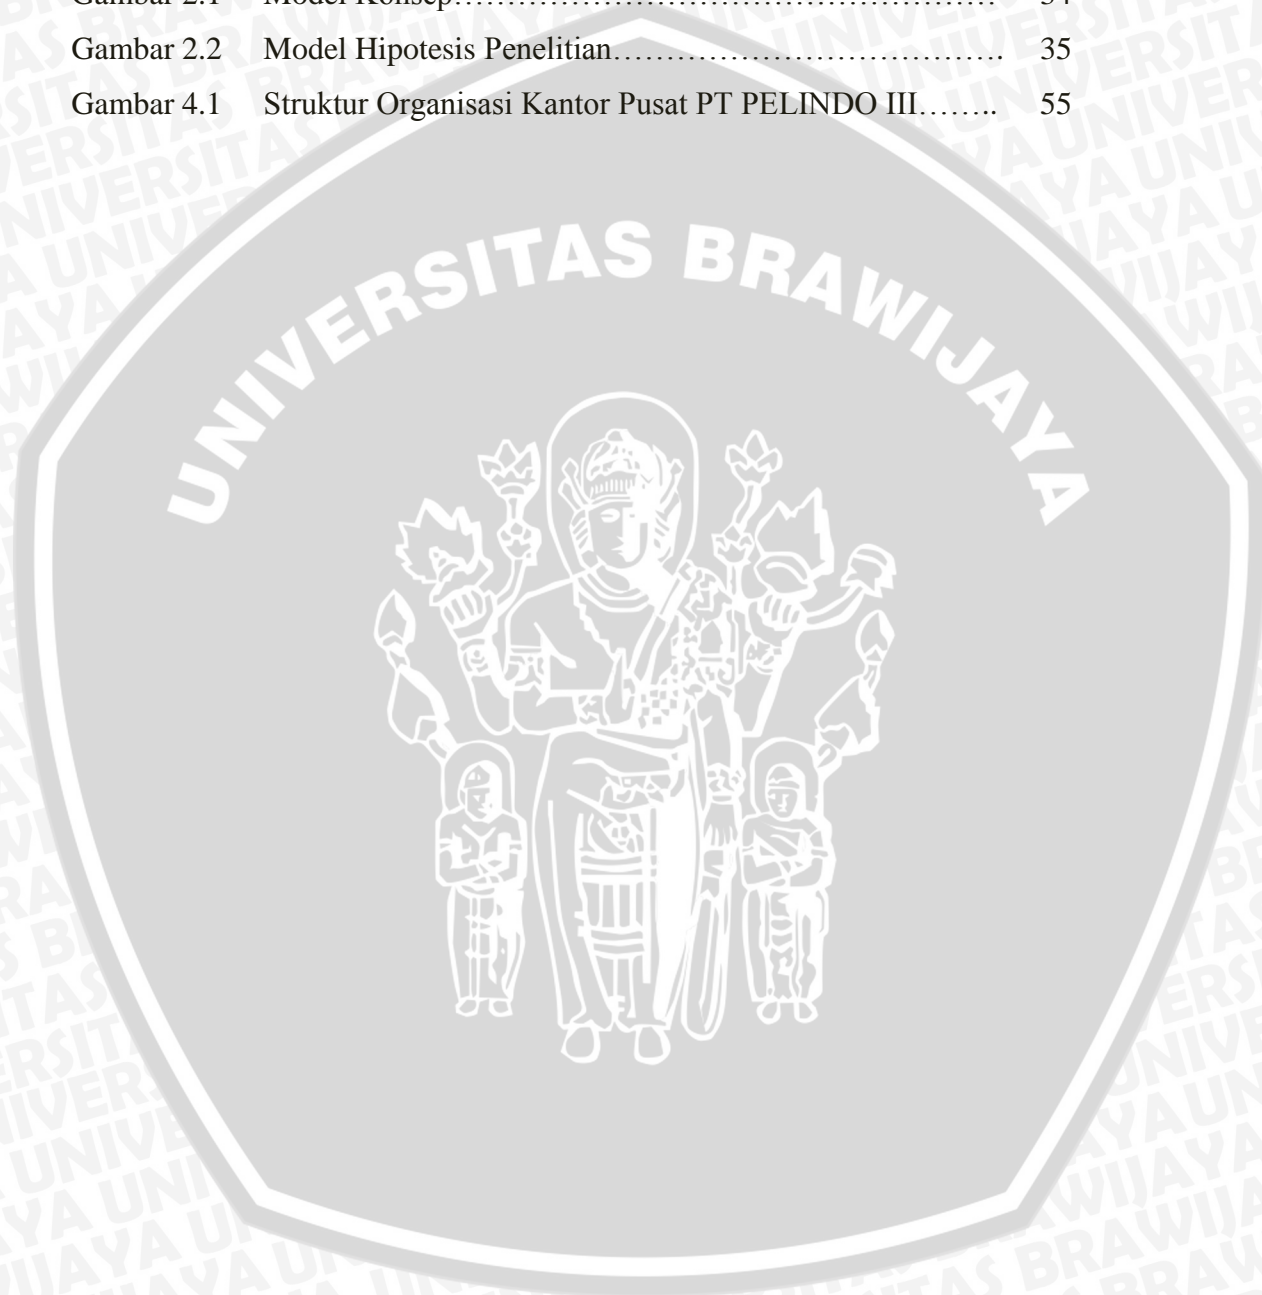 Gambar 2.1 Model Konsep………………………………………………… 34
Gambar 2.2 Model Hipotesis Penelitian………………………………. 35
Gambar 4.1 Struktur Organisasi Kantor Pusat PT PELINDO III…….. 55
UNIVERSITAS BRAWIJAYA